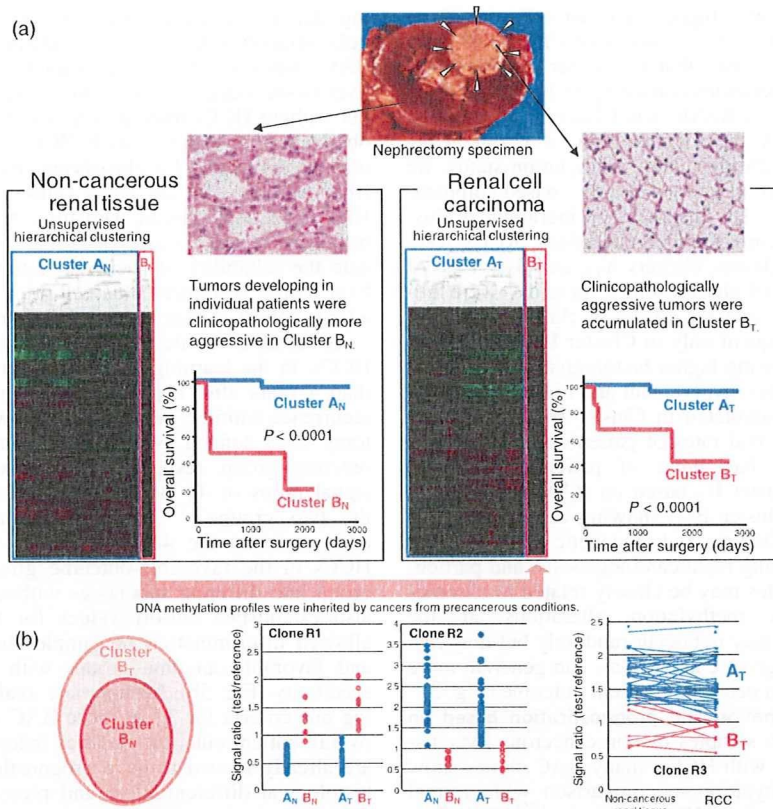 (a)
Nephrectomy specimen
Non-cancerous
renal tissue
Unsupervised
hierarchical clustering
Cluster AN
BN
Tumors developing in
individual patients were
clinicopathologically more
aggressive in Cluster BN.
Overall survival (%)
100
80
60
40
20
0
Cluster AN
P < 0.0001
Cluster BN
0 1000 2000 3000
Time after surgery (days)
Renal cell
carcinoma
Unsupervised
hierarchical clustering
Cluster AT
BT
Clinicopathologically
aggressive tumors were
accumulated in Cluster BT.
Overall survival (%)
100
80
60
40
20
0
Cluster AT
Cluster BT
P < 0.0001
0 1000 2000 3000
Time after surgery (days)
DNA methylation profiles were inherited by cancers from precancerous conditions.
(b)
Cluster
BT
Cluster
BN
Signal ratio (test/reference)
Clone R1
3
2
1
0
AN BN AT BT
Clone R2
4
3.5
3
2.5
2
1.5
1
0.5
0
AN BN AT BT
Signal ratio (test/reference)
2.5
2
1.5
1
0.5
0
AT
BT
Clone R3
Non-cancerous
RCC